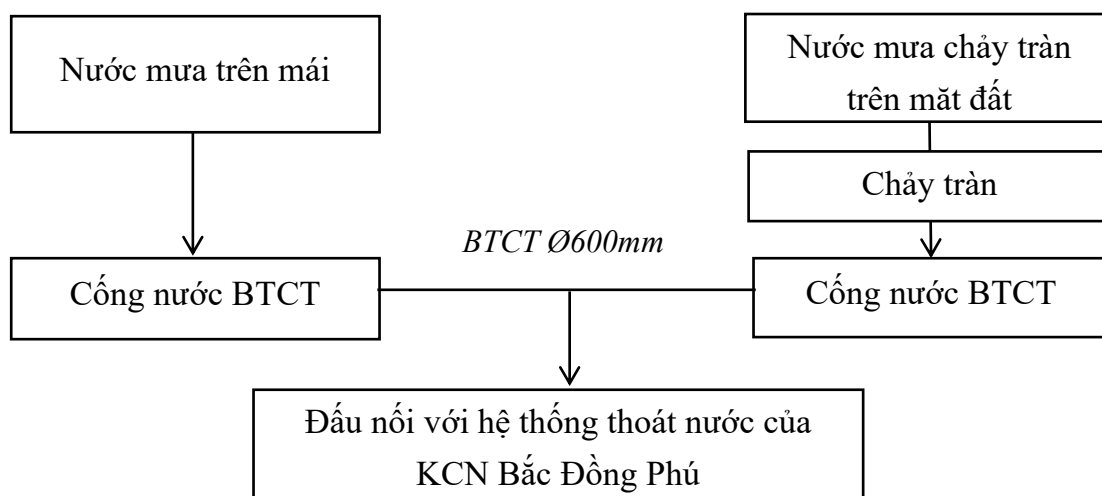 Nước mưa trên mái
Nước mưa chảy tràn
trên măt đất
Chảy tràn
BTCT Ø600mm
Cống nước BTCT
Cống nước BTCT
Đấu nối với hệ thống thoát nước của
KCN Bắc Đồng Phú